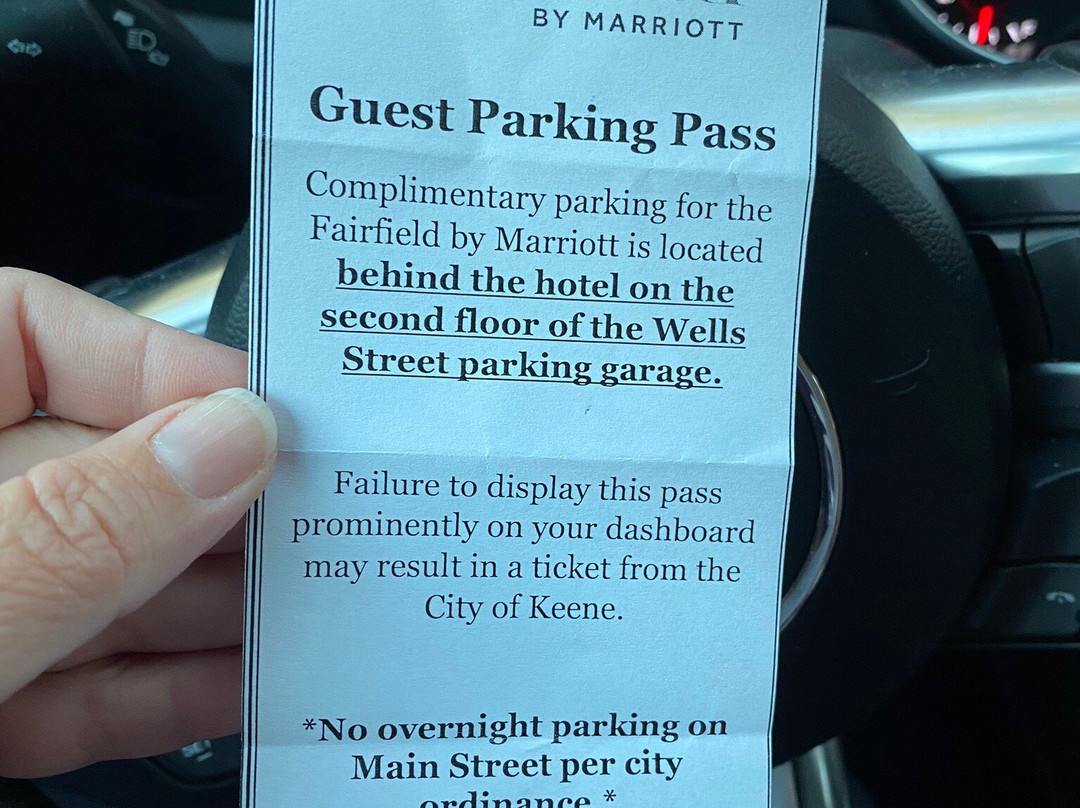 BY MARRIOTT
Guest Parking Pass
Complimentary parking for the
Fairfield by Marriott is located
behind the hotel on the
second floor of the Wells
Street parking garage.
Failure to display this pass
prominently on your dashboard
may result in a ticket from the
City of Keene.
*No overnight parking on
Main Street per city
ordinance.*